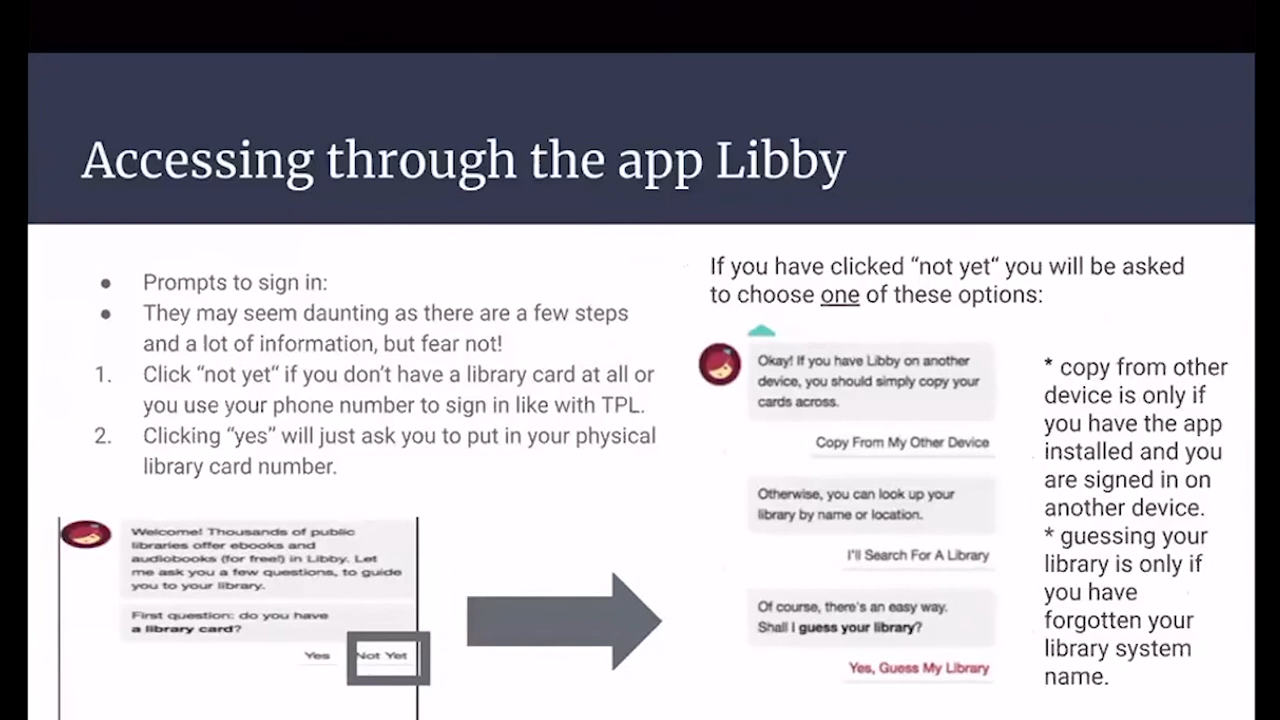 Accessing through the app Libby
● Prompts to sign in:
● They may seem daunting as there are a few steps
and a lot of information, but fear not!
1. Click “not yet“ if you don’t have a library card at all or
you use your phone number to sign in like with TPL.
2. Clicking “yes” will just ask you to put in your physical
library card number.
Welcome! Thousands of public
libraries offer ebooks and
audiobooks (for free!) in Libby. Let
me ask you a few questions, to guide
you to your library.
First question: do you have
a library card?
Yes Not Yet
If you have clicked “not yet“ you will be asked
to choose one of these options:
Okay! If you have Libby on another
device, you should simply copy your
cards across.
Copy From My Other Device
Otherwise, you can look up your
library by name or location.
I'll Search For A Library
Of course, there's an easy way.
Shall I guess your library?
Yes, Guess My Library
* copy from other
device is only if
you have the app
installed and you
are signed in on
another device.
* guessing your
library is only if
you have
forgotten your
library system
name.